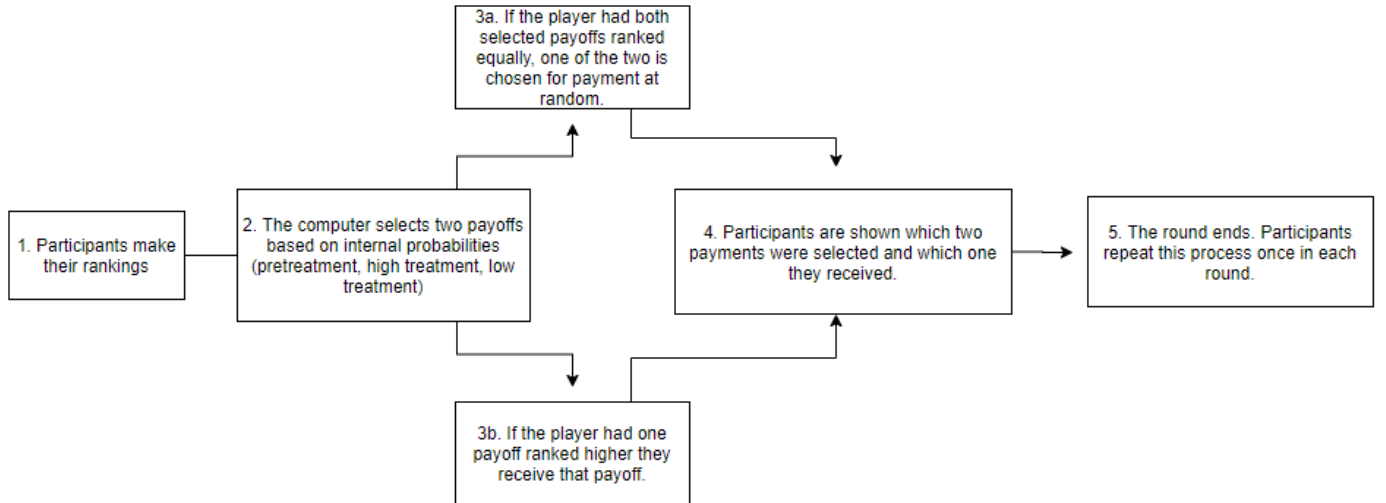 3a. If the player had both
selected payoffs ranked
equally, one of the two is
chosen for payment at
random.
1. Participants make
their rankings
2. The computer selects two payoffs
based on internal probabilities
(pretreatment, high treatment, low
treatment)
4. Participants are shown which two
payments were selected and which one
they received.
5. The round ends. Participants
repeat this process once in each
round.
3b. If the player had one
payoff ranked higher they
receive that payoff.